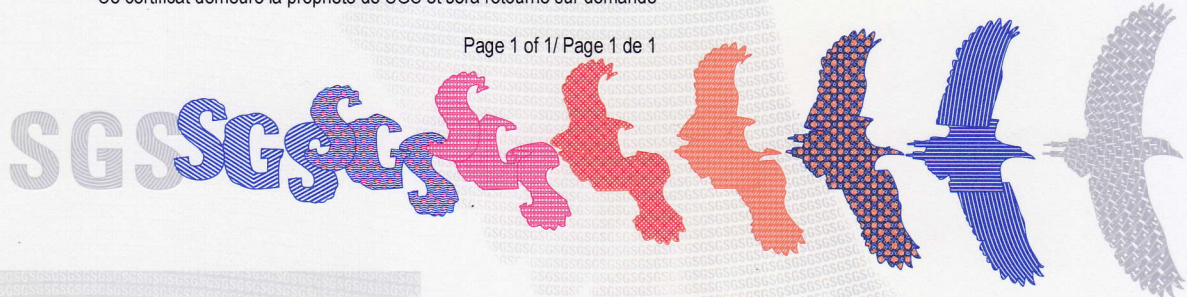 Ce certificat demeure la propriété de SGS et sera retourné sur demande
Page 1 of 1/ Page 1 de 1
SGS SGS SGS